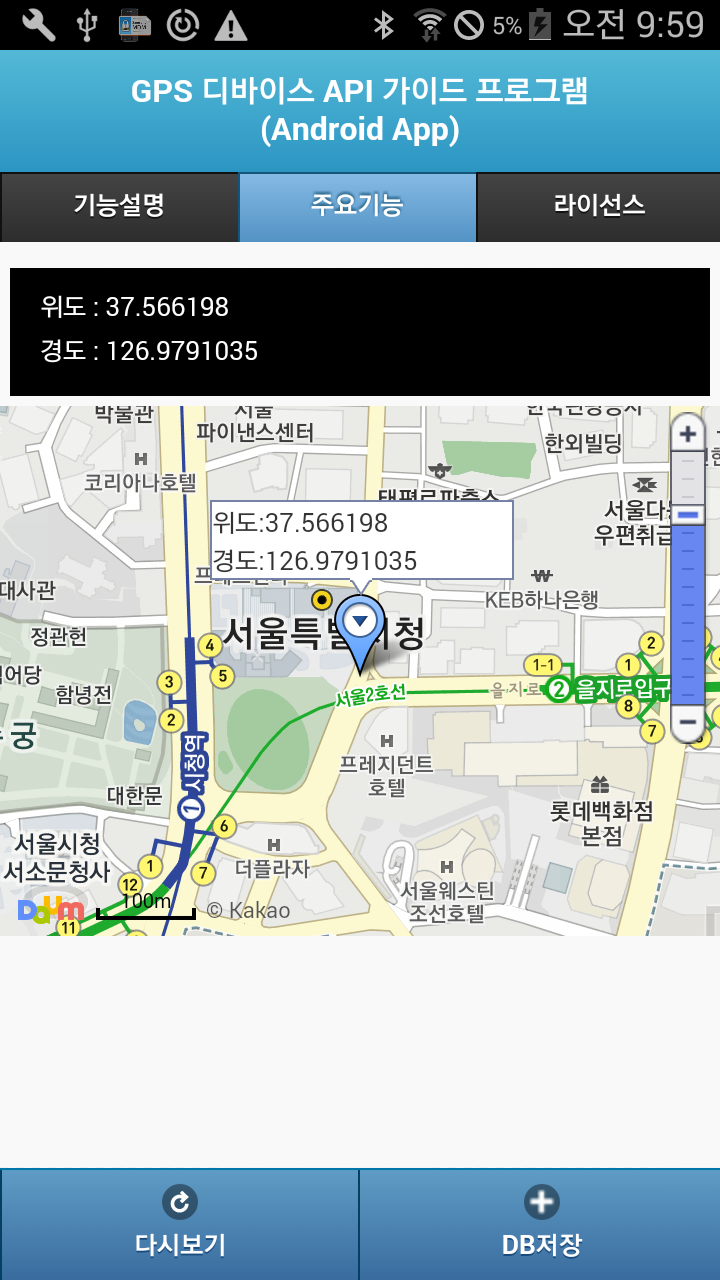 5% 오전 9:59
GPS 디바이스 API 가이드 프로그램
(Android App)
기능설명 주요기능 라이선스
위도 : 37.566198
경도 : 126.9791035
박물관
서울
파이낸스센터
한외빌딩
H
코리아나호텔
태평로파출소
서울다
우편취급
위도:37.566198
경도:126.9791035
대사관
KEB하나은행
정관헌
서울특별시청
4
5
어당
함녕전
3
2
1-1
2
1
2 을지로입구
8
7
서울2호선
을지로
궁
시청역
1
H
프레지던트
호텔
대한문
롯데백화점
본점
6
서울시청
서소문청사
1
7
12
H
더플라자
H
서울웨스틴
조선호텔
Daum
100m
© Kakao
11
다시보기 DB저장